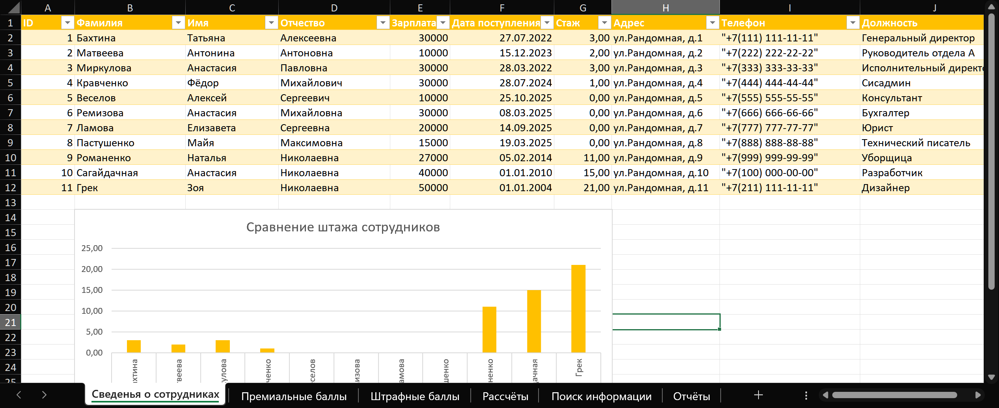 A B C D E F G H I J
1 ID Фамилия Имя Отчество Зарплата Дата поступления Стаж Адрес Телефон Должность
2 1 Бахтина Татьяна Алексеевна 30000 27.07.2022 3,00 ул.Рандомная, д.1 "+7(111) 111-11-11" Генеральный директор
3 2 Матвеева Антонина Антоновна 10000 15.12.2023 2,00 ул.Рандомная, д.2 "+7(222) 222-22-22" Руководитель отдела А
4 3 Миркулова Анастасия Павловна 30000 28.03.2022 3,00 ул.Рандомная, д.3 "+7(333) 333-33-33" Исполнительный директо
5 4 Кравченко Фёдор Михайлович 30000 28.07.2024 1,00 ул.Рандомная, д.4 "+7(444) 444-44-44" Сисадмин
6 5 Веселов Алексей Сергеевич 10000 25.10.2025 0,00 ул.Рандомная, д.5 "+7(555) 555-55-55" Консультант
7 6 Ремизова Анастасия Михайловна 30000 08.03.2025 0,00 ул.Рандомная, д.6 "+7(666) 666-66-66" Бухгалтер
8 7 Ламова Елизавета Сергеевна 20000 14.09.2025 0,00 ул.Рандомная, д.7 "+7(777) 777-77-77" Юрист
9 8 Пастушенко Майя Максимовна 15000 19.03.2025 0,00 ул.Рандомная, д.8 "+7(888) 888-88-88" Технический писатель
10 9 Романенко Наталья Николаевна 27000 05.02.2014 11,00 ул.Рандомная, д.9 "+7(999) 999-99-99" Уборщица
11 10 Сагайдачная Анастасия Николаевна 40000 01.01.2010 15,00 ул.Рандомная, д.10 "+7(100) 000-00-00" Разработчик
12 11 Грек Зоя Николаевна 50000 01.01.2004 21,00 ул.Рандомная, д.11 "+7(211) 111-11-11" Дизайнер
13
14
Сравнение штажа сотрудников
15
16 25,00
17
18 20,00
19 15,00
20 10,00
21
22 5,00
23 0,00
24 ахтина твеева кулова вченко еселов мизова амова ушенко аненко дачная Грек
25
Сведенья о сотрудниках Премиальные баллы Штрафные баллы Рассчёты Поиск информации Отчёты